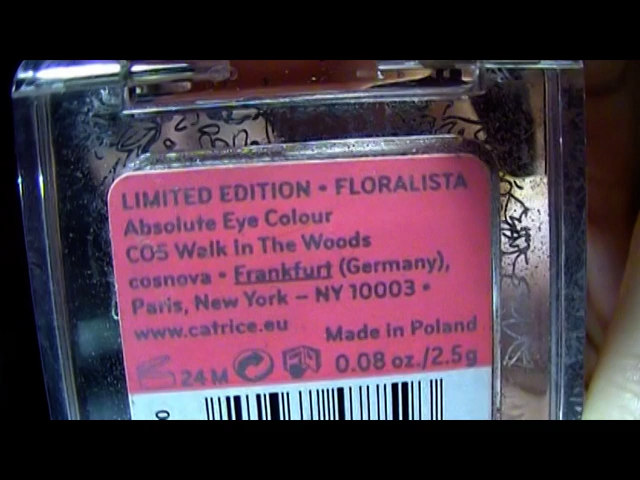 LIMITED EDITION • FLORALISTA
Absolute Eye Colour
C05 Walk In The Woods
cosnova • Frankfurt (Germany),
Paris, New York – NY 10003 •
www.catrice.eu
Made in Poland
24M 0.08 oz./2.5g